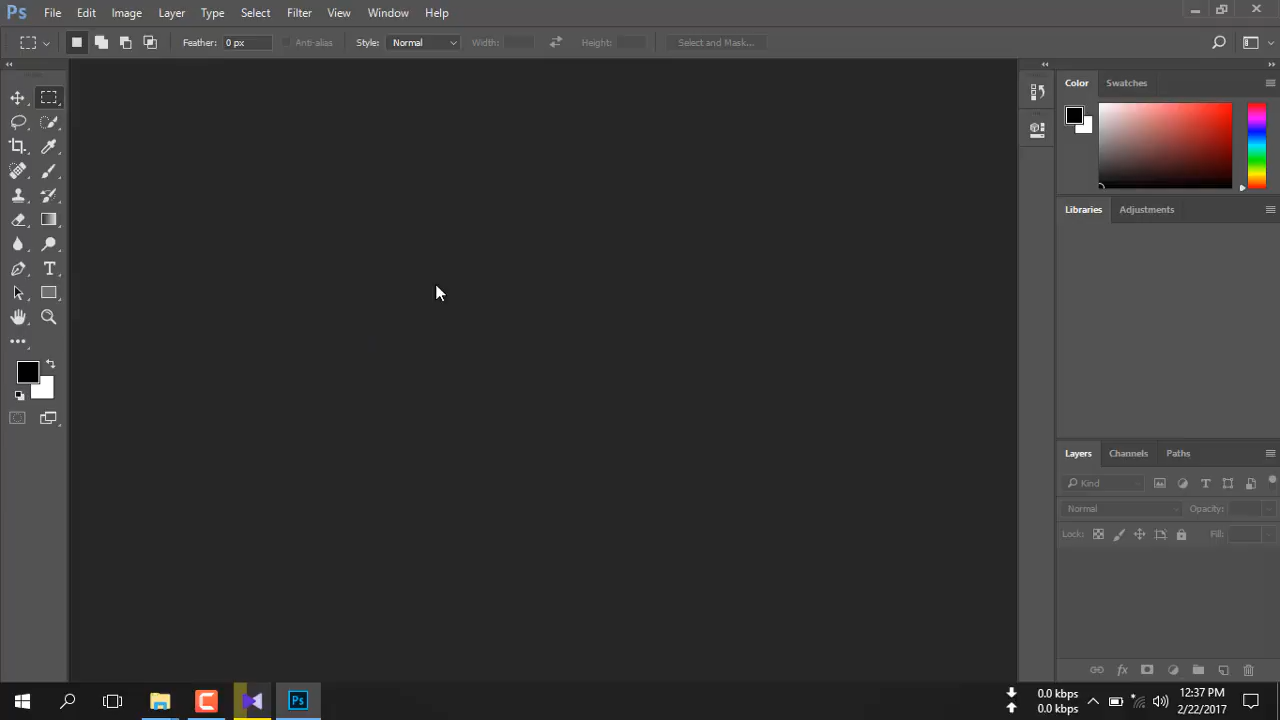 Ps File Edit Image Layer Type Select Filter View Window Help
Feather: 0 px Anti-alias Style: Normal Width: Height: Select and Mask...
Color Swatches
Libraries Adjustments
Layers Channels Paths
Kind T
Normal Opacity:
Lock: Fill:
fx
T
Ps
0.0 kbps
0.0 kbps
12:37 PM
2/22/2017